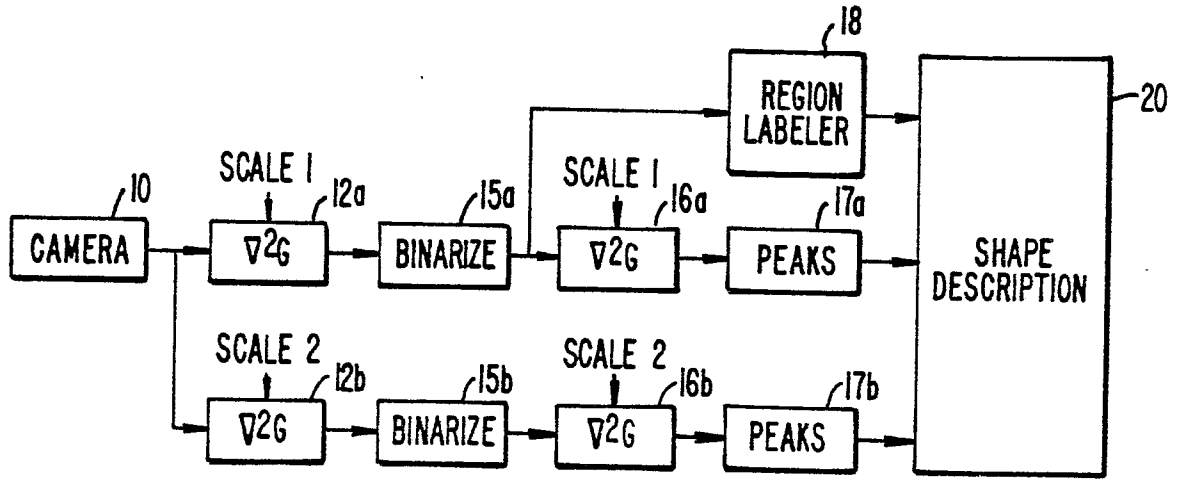 18
REGION
LABELER
20
SCALE 1
SCALE 1
10
12a
15a
16a
17a
CAMERA
∇²G
BINARIZE
∇²G
PEAKS
SHAPE
DESCRIPTION
SCALE 2
SCALE 2
12b
15b
16b
17b
∇²G
BINARIZE
∇²G
PEAKS